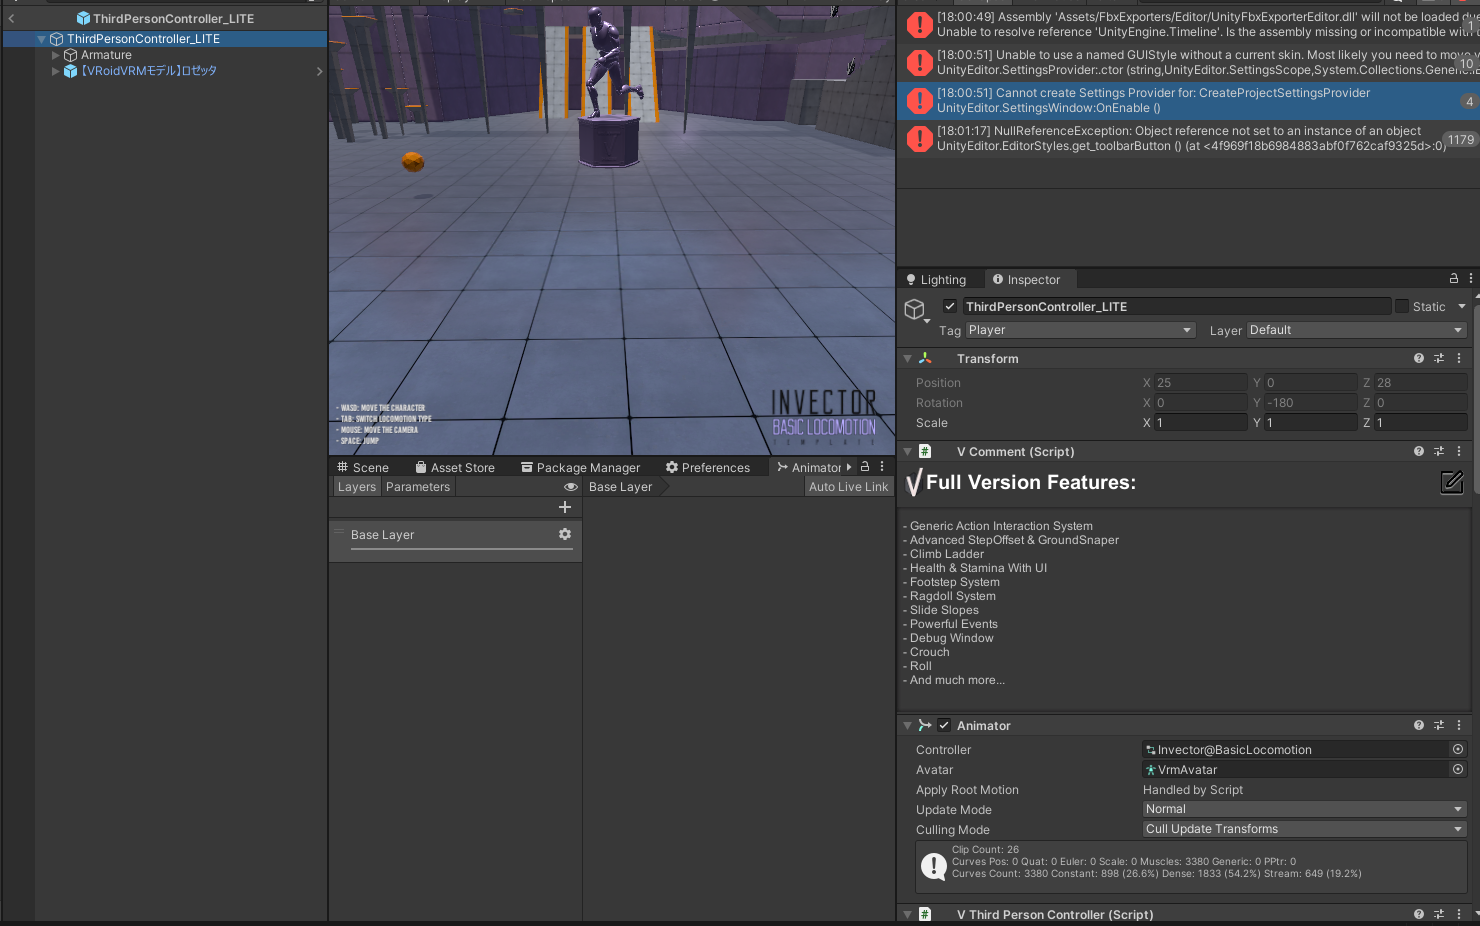 ThirdPersonController_LITE
ThirdPersonController_LITE
Armature
【VRoidVRMモデル】ロゼッタ
- WASD: MOVE THE CHARACTER
- TAB: SWITCH LOCOMOTION TYPE
- MOUSE: MOVE THE CAMERA
- SPACE: JUMP
INVECTOR
BASIC LOCOMOTION
TEMPLATE
Scene
Asset Store
Package Manager
Preferences
Animator
Layers
Parameters
Base Layer
Auto Live Link
Base Layer
[18:00:49] Assembly 'Assets/FbxExporters/Editor/UnityFbxExporterEditor.dll' will not be loaded du
1
Unable to resolve reference 'UnityEngine.Timeline'. Is the assembly missing or incompatible with
[18:00:51] Unable to use a named GUIStyle without a current skin. Most likely you need to move
10
UnityEditor.SettingsProvider:.ctor (string,UnityEditor.SettingsScope,System.Collections.Generic.IE
[18:00:51] Cannot create Settings Provider for: CreateProjectSettingsProvider
4
UnityEditor.SettingsWindow:OnEnable ()
[18:01:17] NullReferenceException: Object reference not set to an instance of an object
1179
UnityEditor.EditorStyles.get_toolbarButton () (at <4f969f18b6984883abf0f762caf9325d>:0)
Lighting
Inspector
ThirdPersonController_LITE
Static
Tag Player
Layer Default
Transform
Position X 25 Y 0 Z 28
Rotation X 0 Y -180 Z 0
Scale X 1 Y 1 Z 1
V Comment (Script)
Full Version Features:
- Generic Action Interaction System
- Advanced StepOffset & GroundSnaper
- Climb Ladder
- Health & Stamina With UI
- Footstep System
- Ragdoll System
- Slide Slopes
- Powerful Events
- Debug Window
- Crouch
- Roll
- And much more...
Animator
Controller Invector@BasicLocomotion
Avatar VrmAvatar
Apply Root Motion Handled by Script
Update Mode Normal
Culling Mode Cull Update Transforms
Clip Count: 26
Curves Pos: 0 Quat: 0 Euler: 0 Scale: 0 Muscles: 3380 Generic: 0 PPtr: 0
Curves Count: 3380 Constant: 898 (26.6%) Dense: 1833 (54.2%) Stream: 649 (19.2%)
V Third Person Controller (Script)